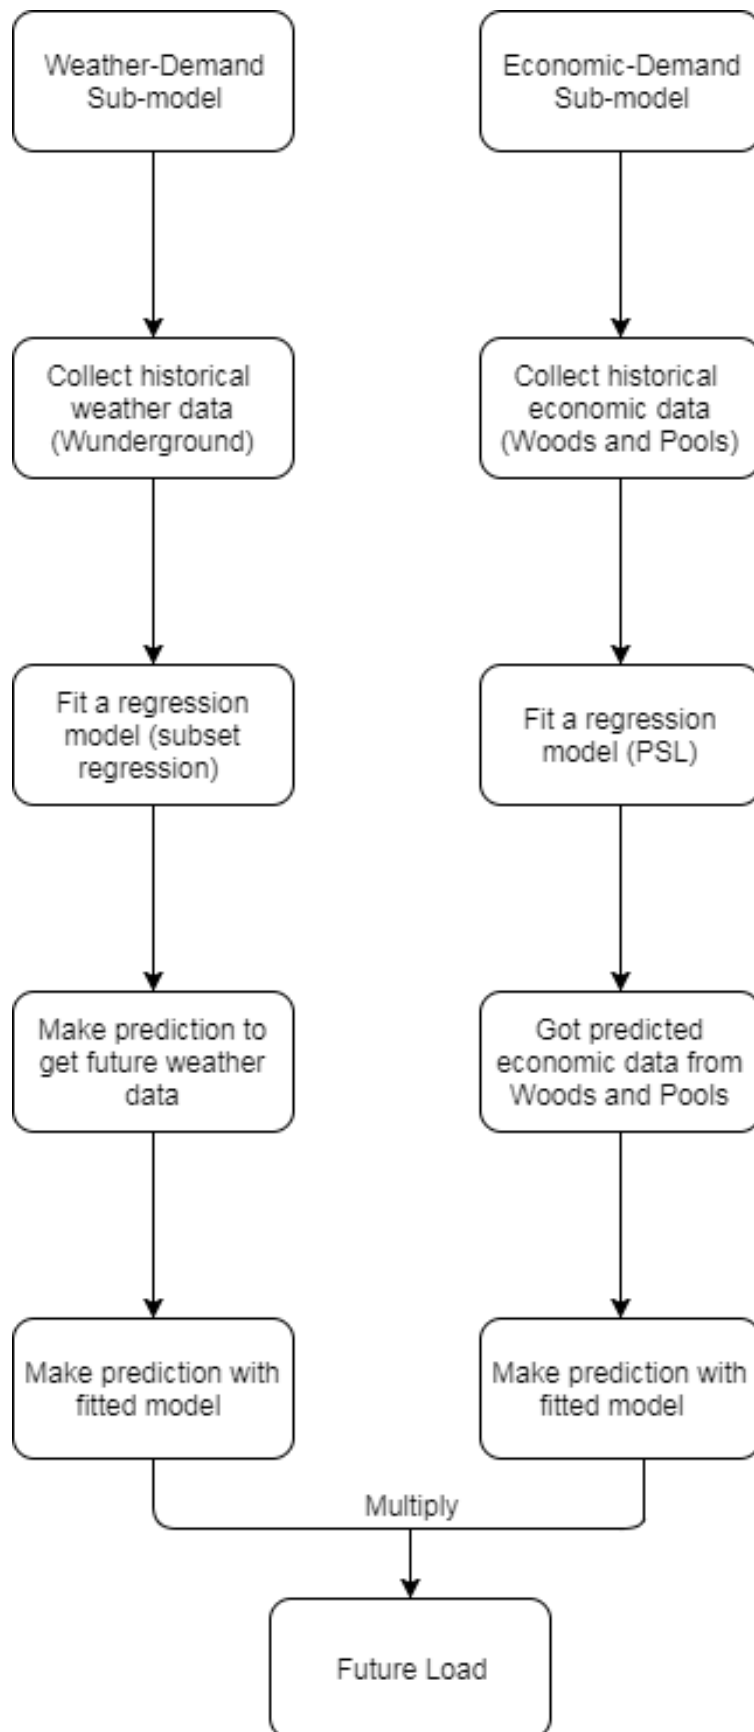 Weather-Demand
Sub-model
Economic-Demand
Sub-model
Collect historical
weather data
(Wunderground)
Collect historical
economic data
(Woods and Pools)
Fit a regression
model (subset
regression)
Fit a regression
model (PSL)
Make prediction to
get future weather
data
Got predicted
economic data from
Woods and Pools
Make prediction with
fitted model
Make prediction with
fitted model
Multiply
Future Load